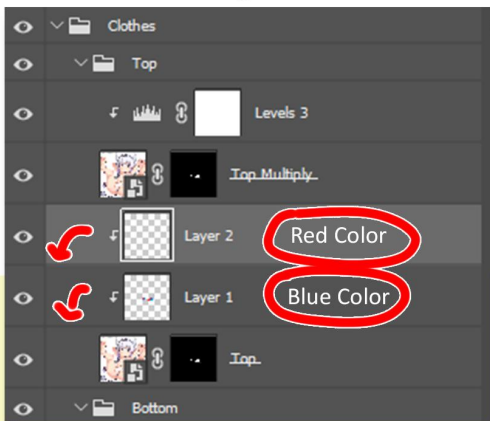 Clothes
Top
Levels 3
Top Multiply
Layer 2 Red Color
Layer 1 Blue Color
Top
Bottom